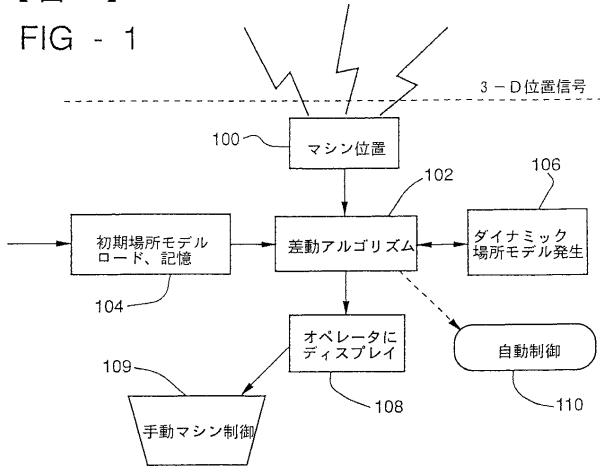 FIG - 1
3-D位置信号
100
マシン位置
102
106
初期場所モデル
ロード、記憶
差動アルゴリズム
ダイナミック
場所モデル発生
104
オペレータに
ディスプレイ
自動制御
109
108
110
手動マシン制御